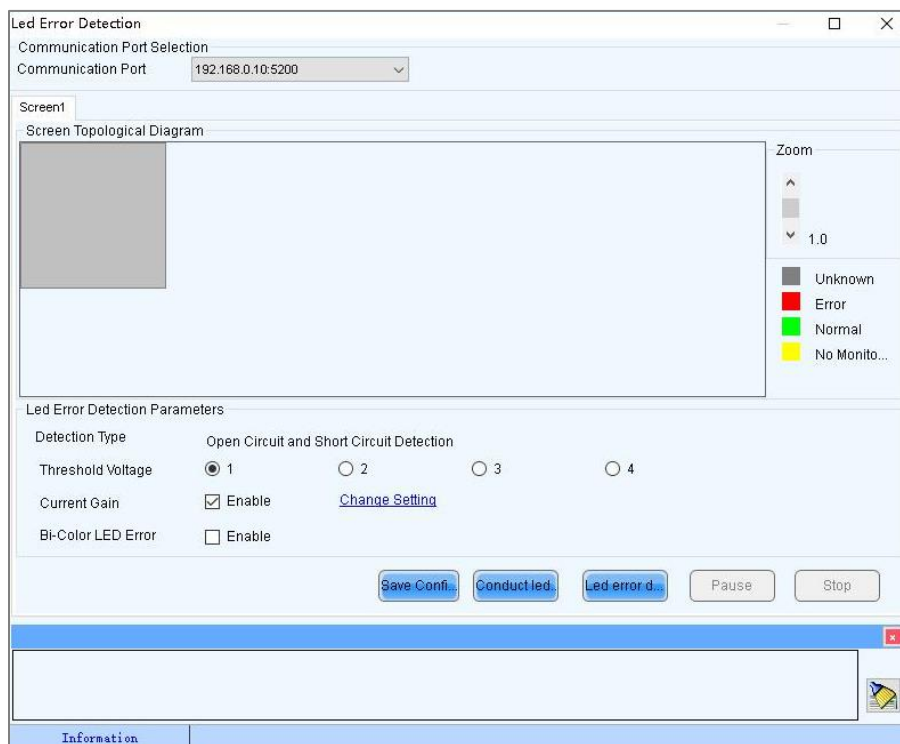 Led Error Detection
Communication Port Selection
Communication Port 192.168.0.10:5200
Screen1
Screen Topological Diagram
Zoom
1.0
Unknown
Error
Normal
No Monito...
Led Error Detection Parameters
Detection Type Open Circuit and Short Circuit Detection
Threshold Voltage 1 2 3 4
Current Gain Enable Change Setting
Bi-Color LED Error Enable
Save Confi... Conduct led... Led error d... Pause Stop
Information